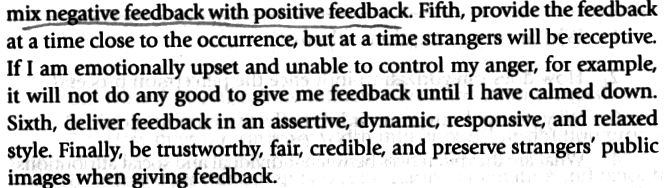 mix negative feedback with positive feedback. Fifth, provide the feedback
at a time close to the occurrence, but at a time strangers will be receptive.
If I am emotionally upset and unable to control my anger, for example,
it will not do any good to give me feedback until I have calmed down.
Sixth, deliver feedback in an assertive, dynamic, responsive, and relaxed
style. Finally, be trustworthy, fair, credible, and preserve strangers' public
images when giving feedback.